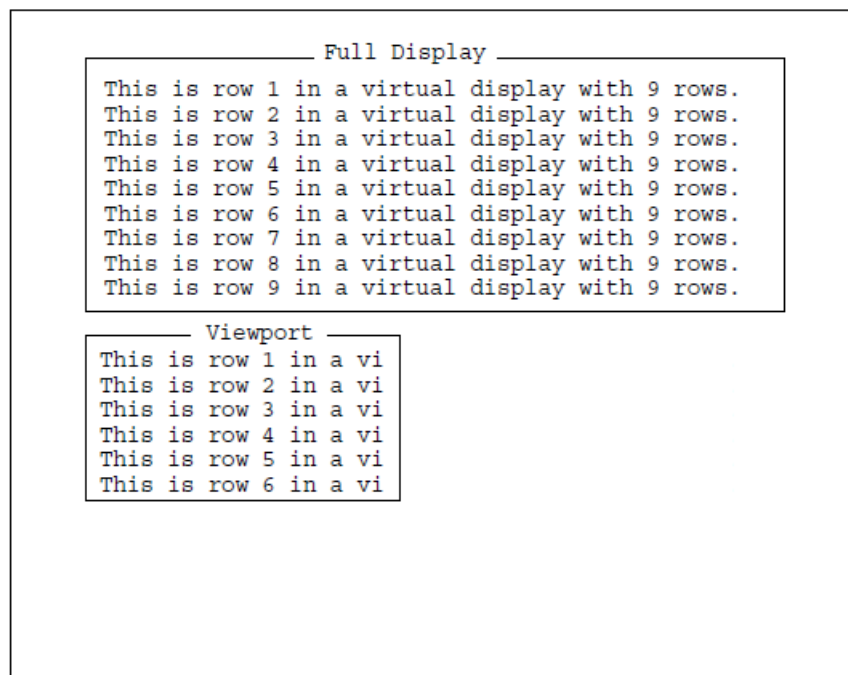 Full Display
This is row 1 in a virtual display with 9 rows.
This is row 2 in a virtual display with 9 rows.
This is row 3 in a virtual display with 9 rows.
This is row 4 in a virtual display with 9 rows.
This is row 5 in a virtual display with 9 rows.
This is row 6 in a virtual display with 9 rows.
This is row 7 in a virtual display with 9 rows.
This is row 8 in a virtual display with 9 rows.
This is row 9 in a virtual display with 9 rows.
Viewport
This is row 1 in a vi
This is row 2 in a vi
This is row 3 in a vi
This is row 4 in a vi
This is row 5 in a vi
This is row 6 in a vi